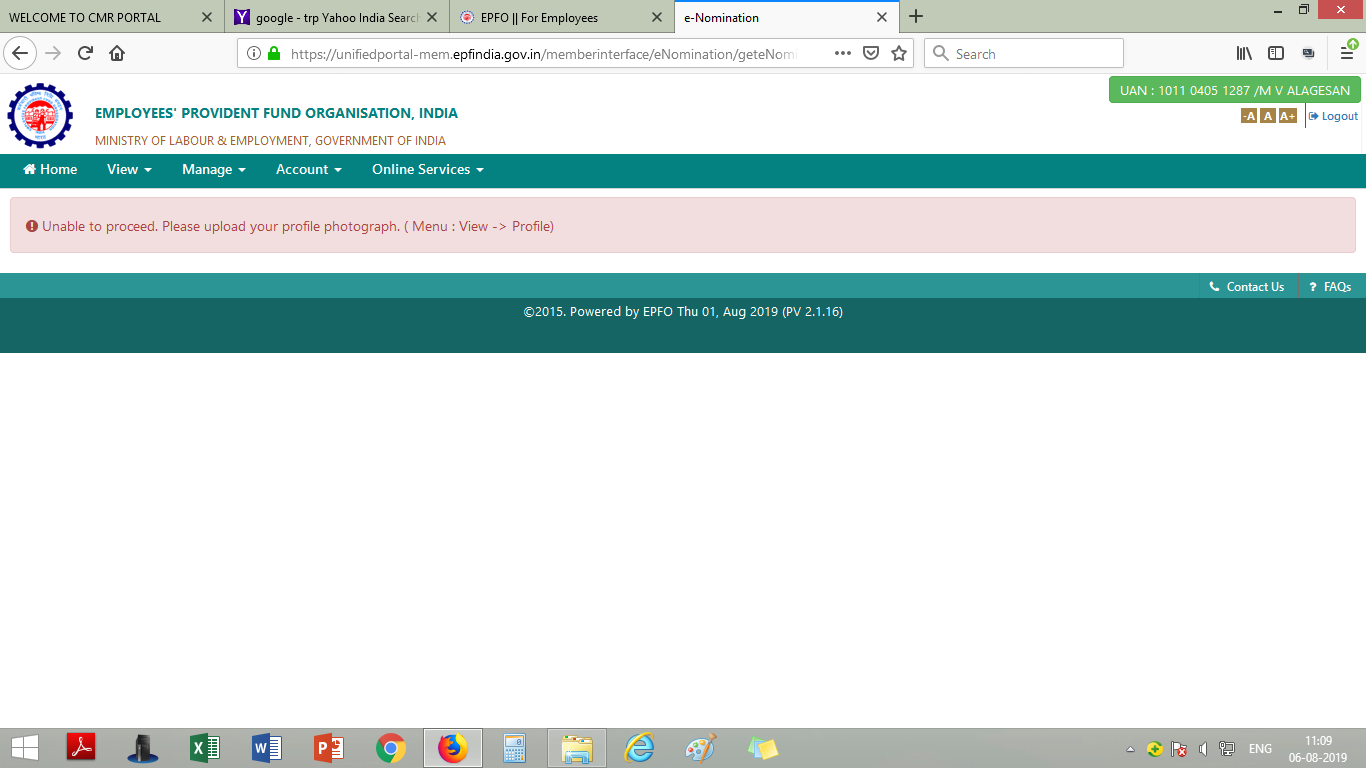 WELCOME TO CMR PORTAL
google - trp Yahoo India Search
EPFO || For Employees
e-Nomination
https://unifiedportal-mem.epfindia.gov.in/memberinterface/eNomination/geteNomi
Search
UAN : 1011 0405 1287 /M V ALAGESAN
EMPLOYEES' PROVIDENT FUND ORGANISATION, INDIA
-A A A+ Logout
MINISTRY OF LABOUR & EMPLOYMENT, GOVERNMENT OF INDIA
Home View Manage Account Online Services
Unable to proceed. Please upload your profile photograph. ( Menu : View -> Profile)
Contact Us ? FAQs
©2015. Powered by EPFO Thu 01, Aug 2019 (PV 2.1.16)
ENG
11:09
06-08-2019